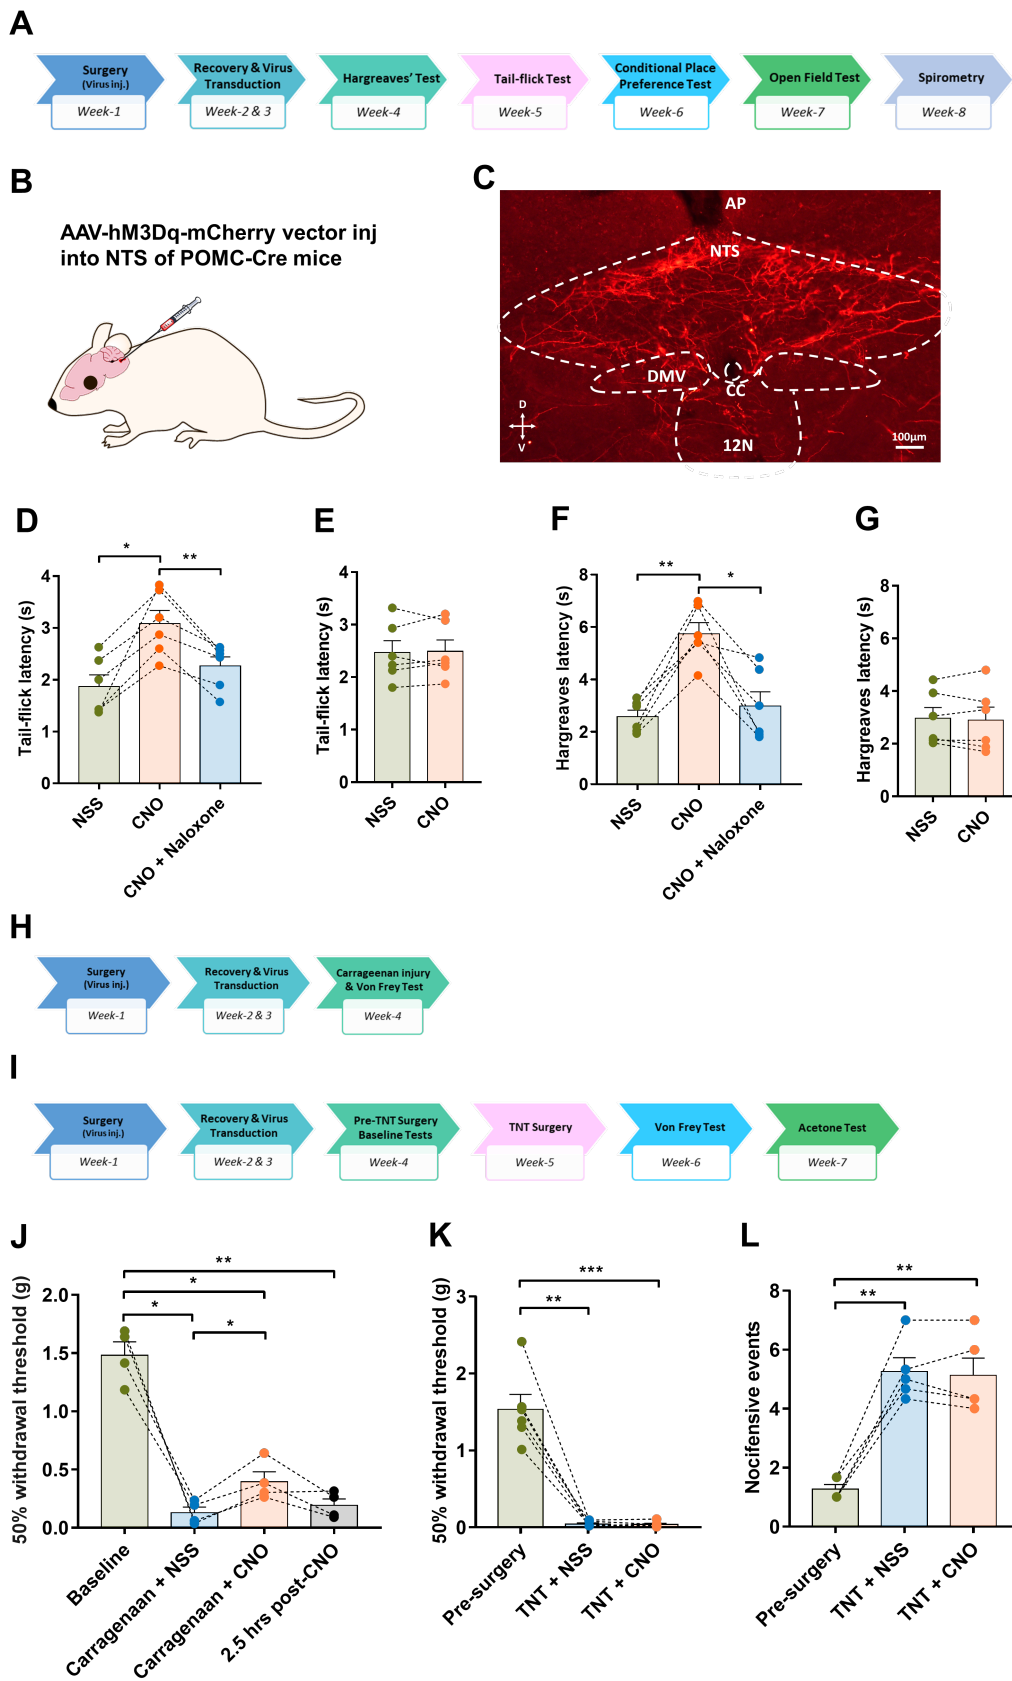 A
Surgery
(Virus inj.)
Week-1
Recovery & Virus
Transduction
Week-2 & 3
Hargreaves' Test
Week-4
Tail-flick Test
Week-5
Conditional Place
Preference Test
Week-6
Open Field Test
Week-7
Spirometry
Week-8
B
AAV-hM3Dq-mCherry vector inj
into NTS of POMC-Cre mice
C
AP
NTS
DMV
CC
12N
D
V
100µm
D
Tail-flick latency (s)
4
3
2
1
0
*
**
NSS
CNO
CNO + Naloxone
E
Tail-flick latency (s)
4
3
2
1
0
NSS
CNO
F
Hargreaves latency (s)
8
6
4
2
0
**
*
NSS
CNO
CNO + Naloxone
G
Hargreaves latency (s)
8
6
4
2
0
NSS
CNO
H
Surgery
(Virus inj.)
Week-1
Recovery & Virus
Transduction
Week-2 & 3
Carrageenan injury
& Von Frey Test
Week-4
I
Surgery
(Virus inj.)
Week-1
Recovery & Virus
Transduction
Week-2 & 3
Pre-TNT Surgery
Baseline Tests
Week-4
TNT Surgery
Week-5
Von Frey Test
Week-6
Acetone Test
Week-7
J
50% withdrawal threshold (g)
2.0
1.5
1.0
0.5
0.0
**
*
*
*
Baseline
Carragenaan + NSS
Carragenaan + CNO
2.5 hrs post-CNO
K
50% withdrawal threshold (g)
3
2
1
0
***
**
Pre-surgery
TNT + NSS
TNT + CNO
L
Nocifensive events
8
6
4
2
0
**
**
Pre-surgery
TNT + NSS
TNT + CNO